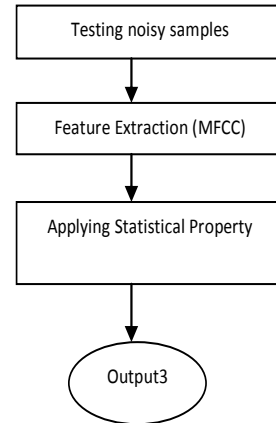 Testing noisy samples
Feature Extraction (MFCC)
Applying Statistical Property
Output3